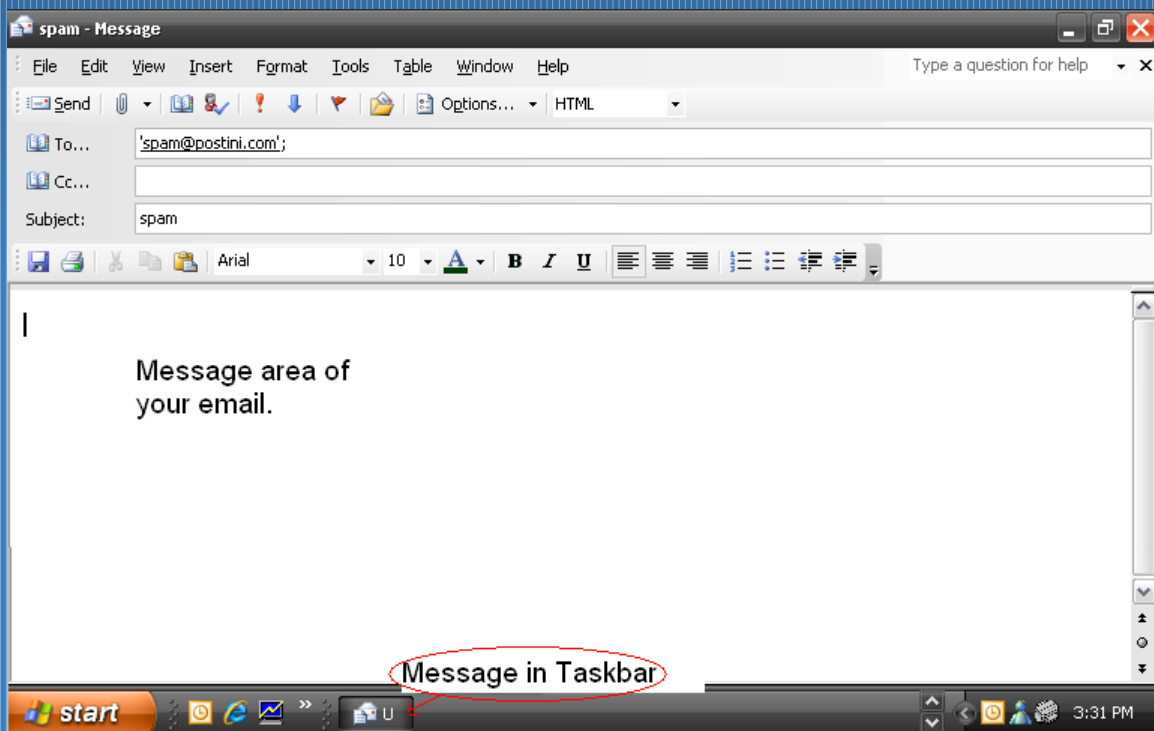 spam - Message
File Edit View Insert Format Tools Table Window Help Type a question for help
Send Options... HTML
To... 'spam@postini.com';
Cc...
Subject: spam
Arial 10 A B I U
Message area of
your email.
Message in Taskbar
start U 3:31 PM